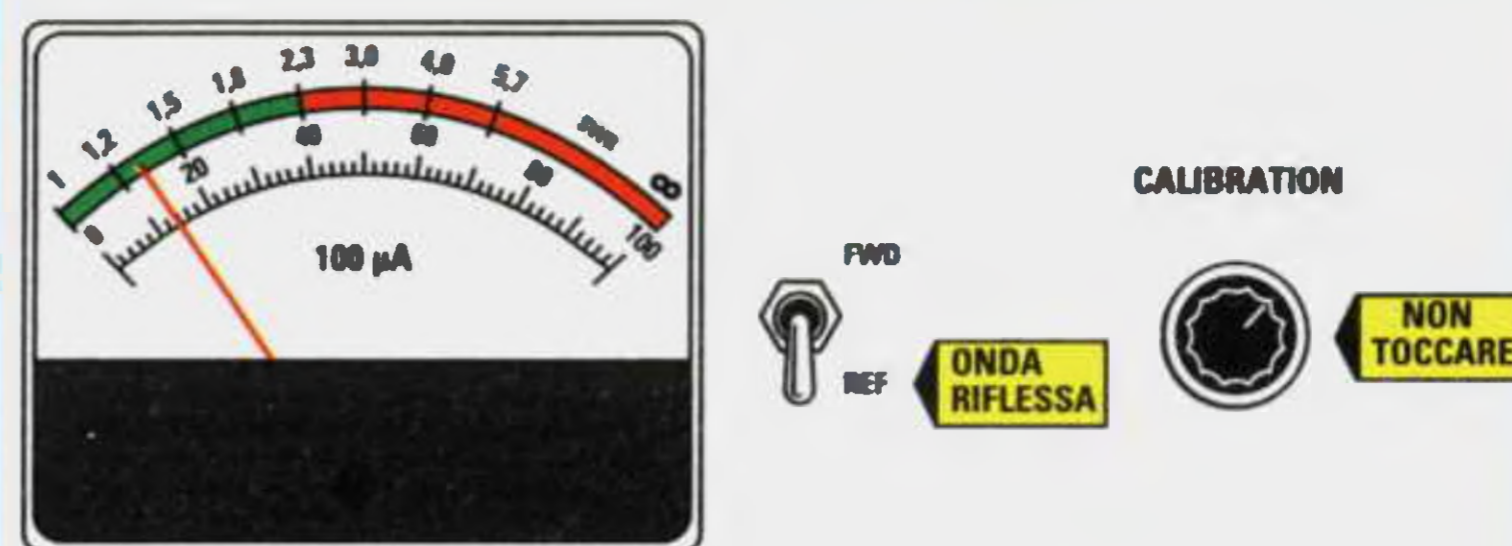 1 1,2 1,5 1,8 2,3 3,0 4,0 5,7 ∞
0 20 40 60 80 100
100 µA
FWD
REF
ONDA
RIFLESSA
CALIBRATION
NON
TOCCARE